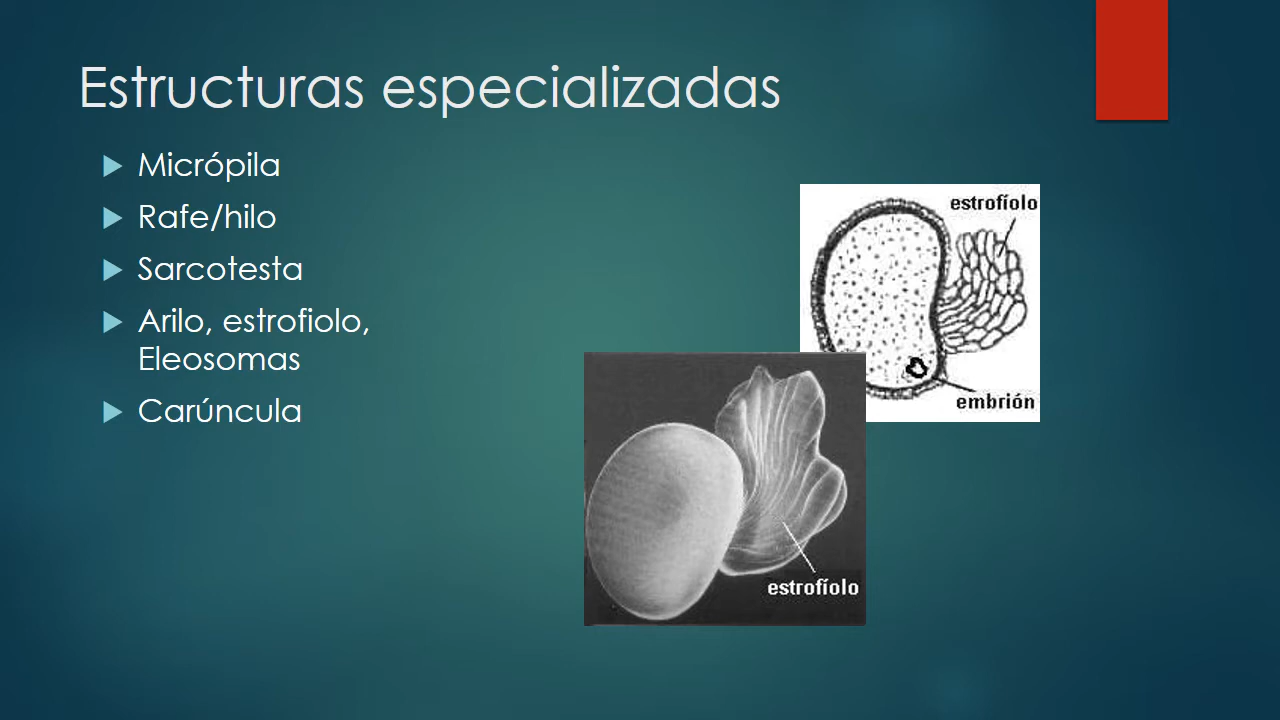 Estructuras especializadas
Micrópila
Rafe/hilo
Sarcotesta
Arilo, estrofiolo,
Eleosomas
Carúncula
estrofíolo
embrión
estrofíolo